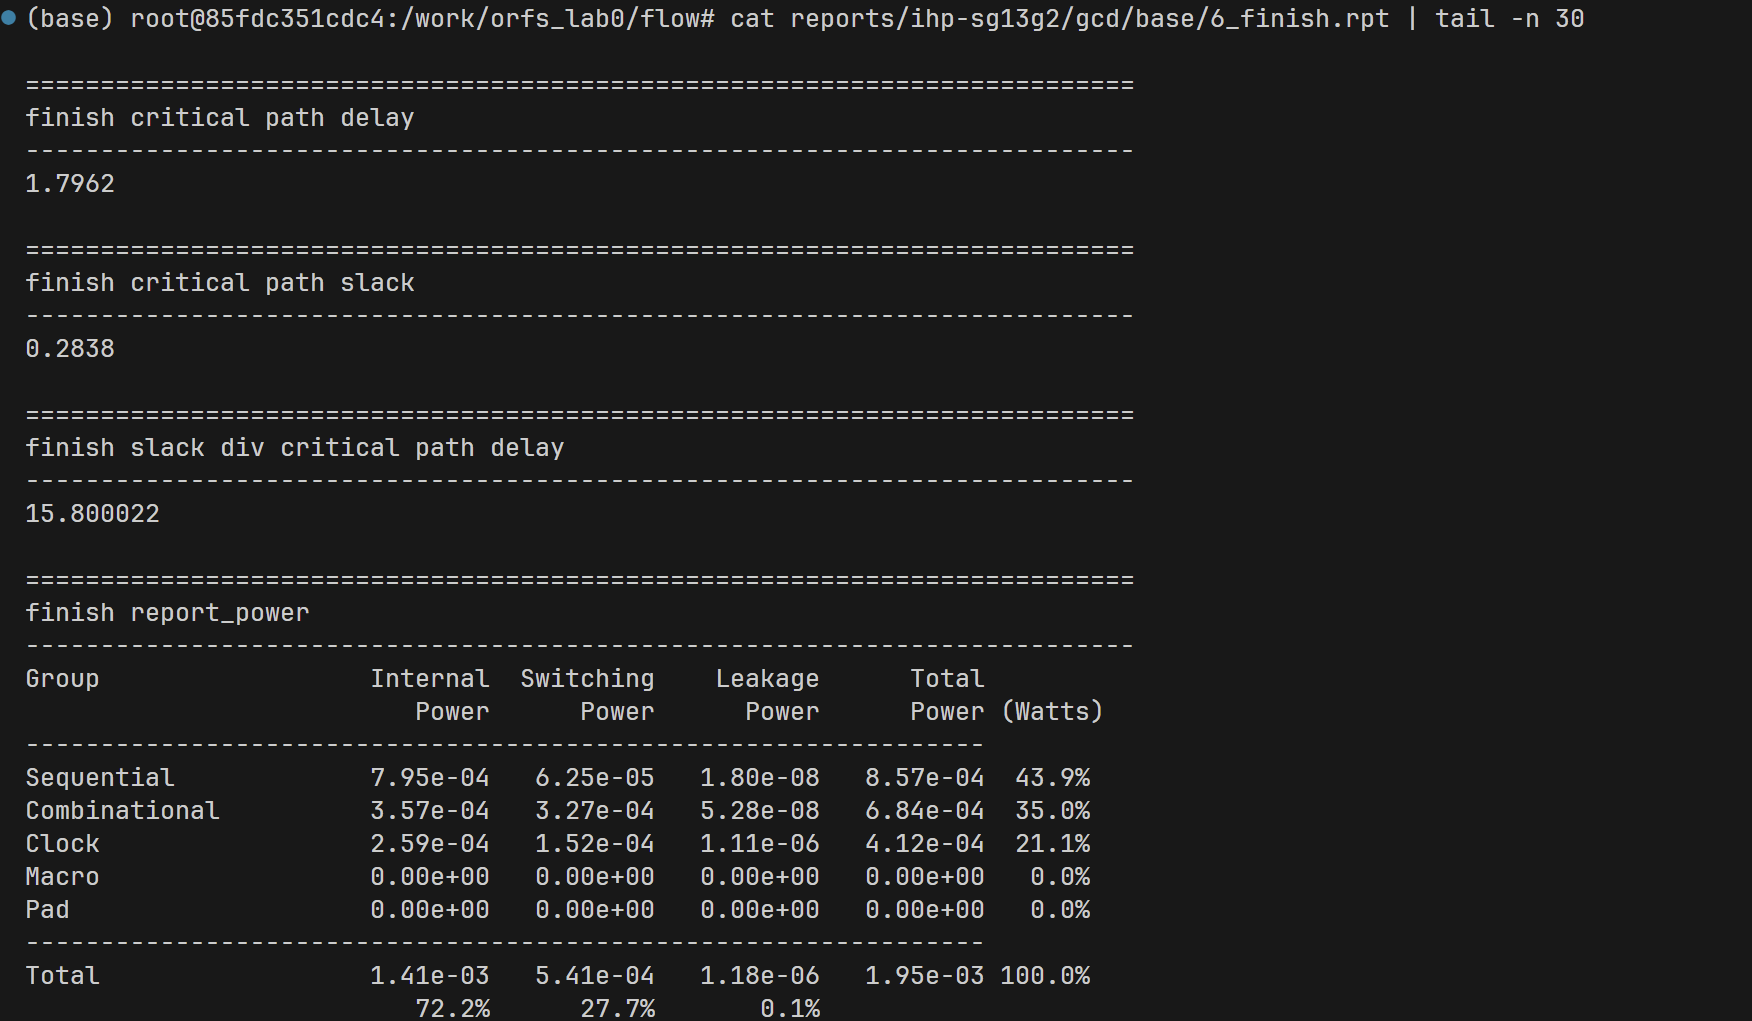 (base) root@85fdc351cdc4:/work/orfs_lab0/flow# cat reports/ihp-sg13g2/gcd/base/6_finish.rpt | tail -n 30
==========================================================================
finish critical path delay
--------------------------------------------------------------------------
1.7962
==========================================================================
finish critical path slack
--------------------------------------------------------------------------
0.2838
==========================================================================
finish slack div critical path delay
--------------------------------------------------------------------------
15.800022
==========================================================================
finish report_power
--------------------------------------------------------------------------
Group                  Internal  Switching    Leakage      Total
                          Power      Power      Power      Power (Watts)
----------------------------------------------------------------
Sequential             7.95e-04   6.25e-05   1.80e-08   8.57e-04  43.9%
Combinational          3.57e-04   3.27e-04   5.28e-08   6.84e-04  35.0%
Clock                  2.59e-04   1.52e-04   1.11e-06   4.12e-04  21.1%
Macro                  0.00e+00   0.00e+00   0.00e+00   0.00e+00   0.0%
Pad                    0.00e+00   0.00e+00   0.00e+00   0.00e+00   0.0%
----------------------------------------------------------------
Total                  1.41e-03   5.41e-04   1.18e-06   1.95e-03 100.0%
                          72.2%      27.7%       0.1%